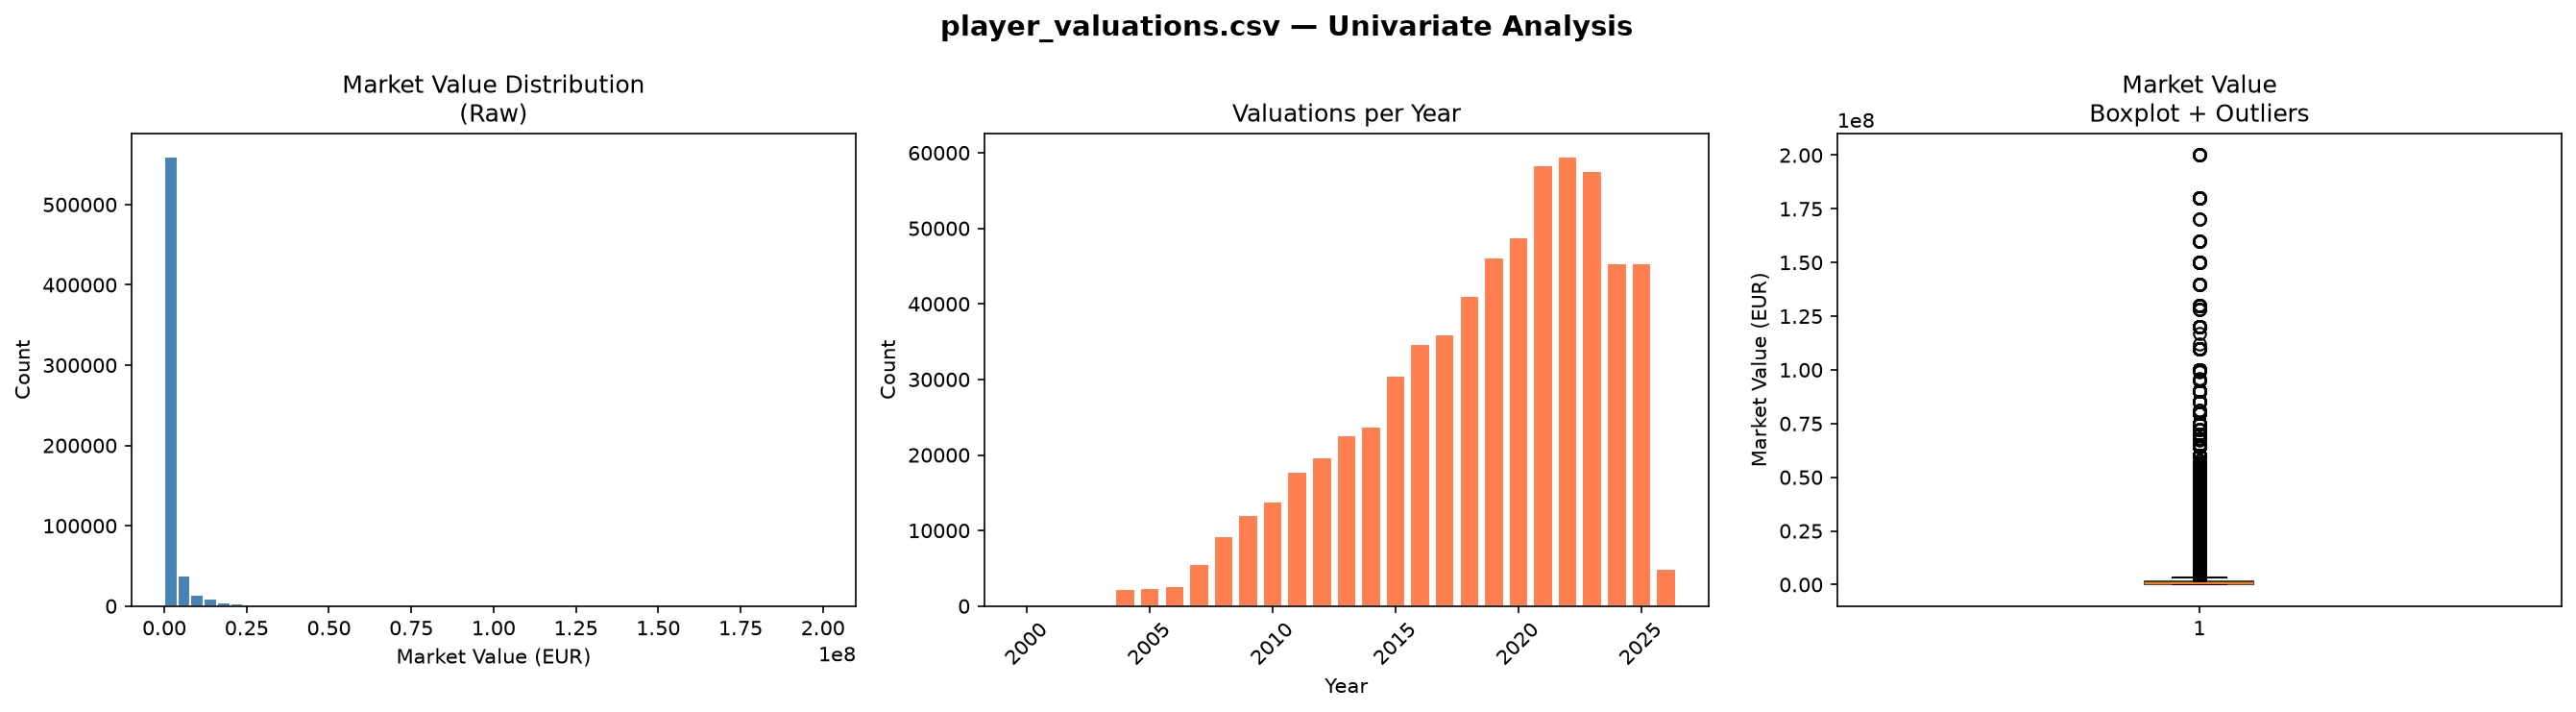 player_valuations.csv — Univariate Analysis
Market Value Distribution
(Raw)
500000
400000
300000
200000
100000
0
Count
0.00 0.25 0.50 0.75 1.00 1.25 1.50 1.75 2.00
1e8
Market Value (EUR)
Valuations per Year
60000
50000
40000
30000
20000
10000
0
Count
2000 2005 2010 2015 2020 2025
Year
Market Value
Boxplot + Outliers
1e8
2.00
1.75
1.50
1.25
1.00
0.75
0.50
0.25
0.00
Market Value (EUR)
1